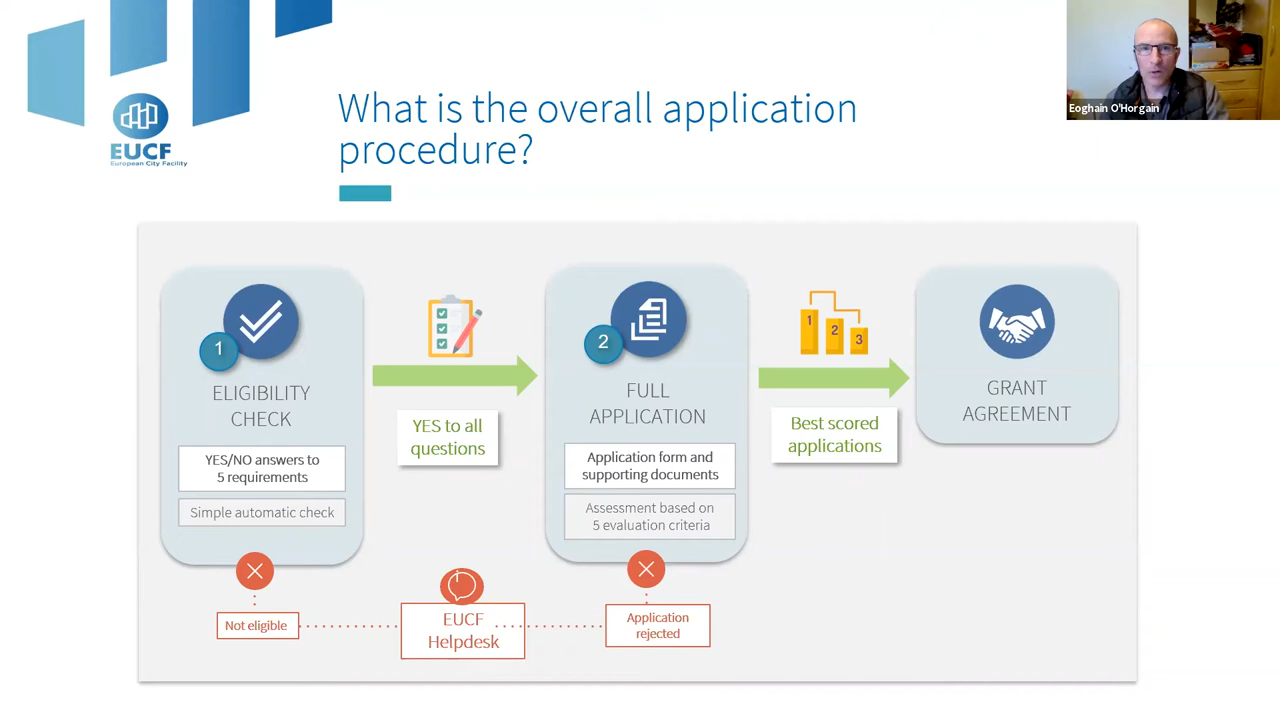 Eoghain O'Horgain
EUCF
European City Facility
What is the overall application
procedure?
1
ELIGIBILITY
CHECK
YES/NO answers to
5 requirements
Simple automatic check
YES to all
questions
2
FULL
APPLICATION
Application form and
supporting documents
Assessment based on
5 evaluation criteria
1
2
3
Best scored
applications
GRANT
AGREEMENT
Not eligible
EUCF
Helpdesk
Application
rejected